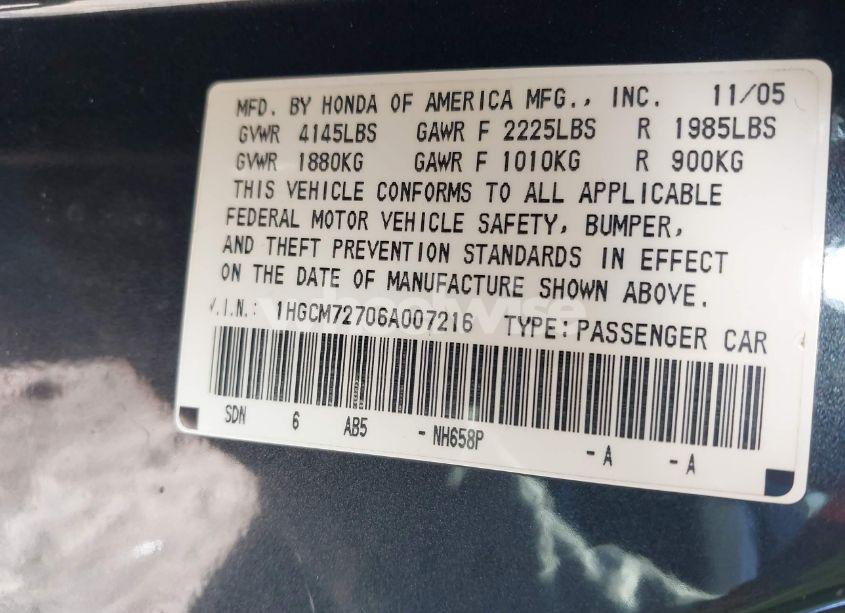 MFD. BY HONDA OF AMERICA MFG., INC. 11/05
GVWR 4145LBS GAWR F 2225LBS R 1985LBS
GVWR 1880KG GAWR F 1010KG R 900KG
THIS VEHICLE CONFORMS TO ALL APPLICABLE
FEDERAL MOTOR VEHICLE SAFETY, BUMPER,
AND THEFT PREVENTION STANDARDS IN EFFECT
ON THE DATE OF MANUFACTURE SHOWN ABOVE.
V.I.N.: 1HGCM72706A007216 TYPE:PASSENGER CAR
SDN 6 AB5 - NH658P - A - A